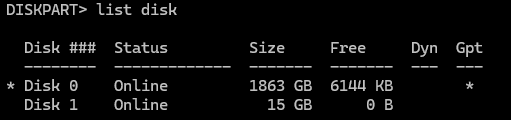 DISKPART> list disk
  Disk ###  Status         Size     Free     Dyn  Gpt
  --------  -------------  -------  -------  ---  ---
* Disk 0    Online         1863 GB  6144 KB        *
  Disk 1    Online           15 GB      0 B